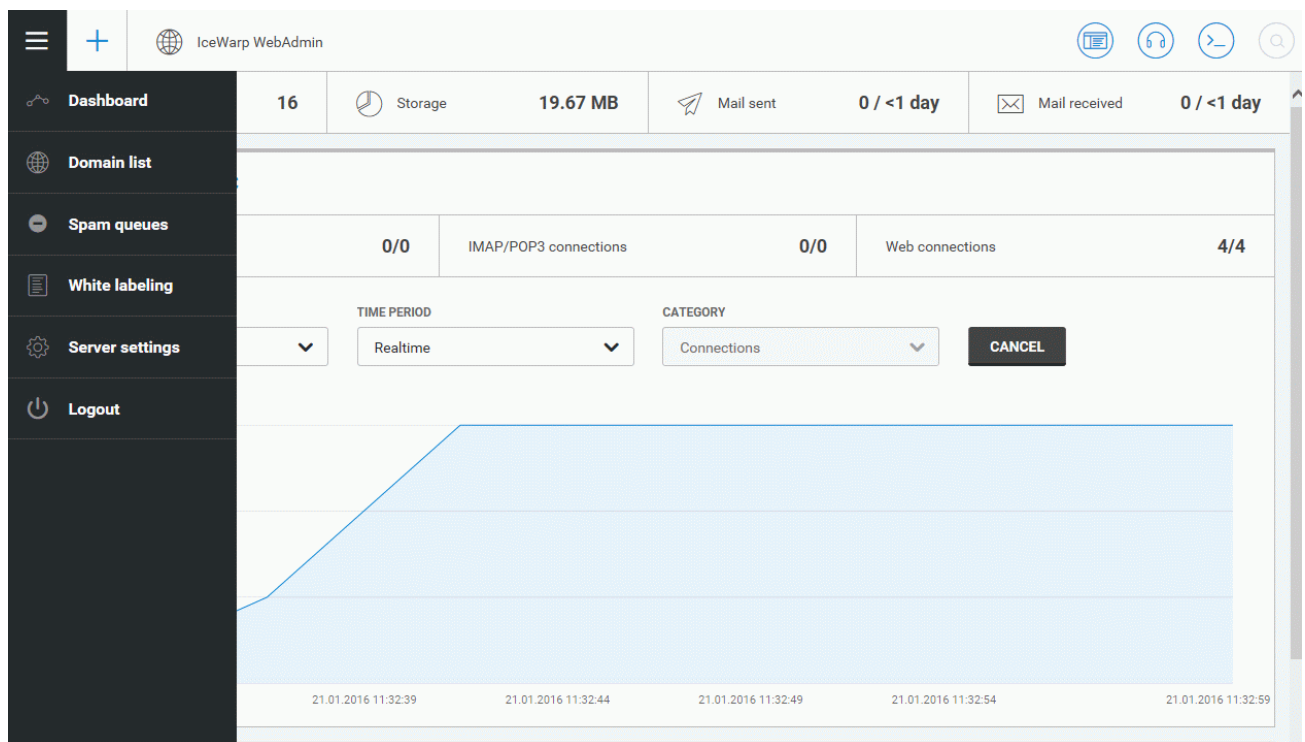 IceWarp WebAdmin
Dashboard
Domain list
Spam queues
White labeling
Server settings
Logout
16
Storage 19.67 MB
Mail sent 0 / <1 day
Mail received 0 / <1 day
0/0
IMAP/POP3 connections 0/0
Web connections 4/4
TIME PERIOD
Realtime
CATEGORY
Connections
CANCEL
21.01.2016 11:32:39
21.01.2016 11:32:44
21.01.2016 11:32:49
21.01.2016 11:32:54
21.01.2016 11:32:59